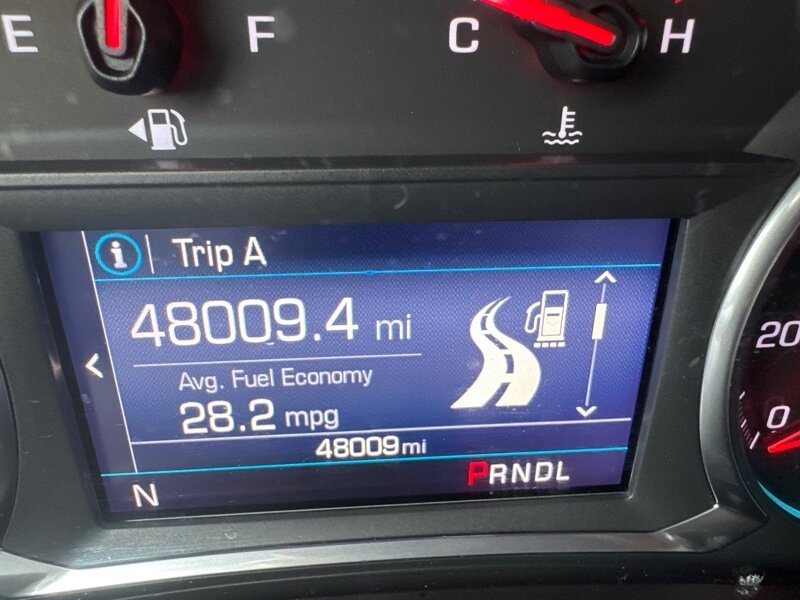 E F C H
Trip A
48009.4 mi
Avg. Fuel Economy
28.2 mpg
48009 mi
N PRNDL
20
0